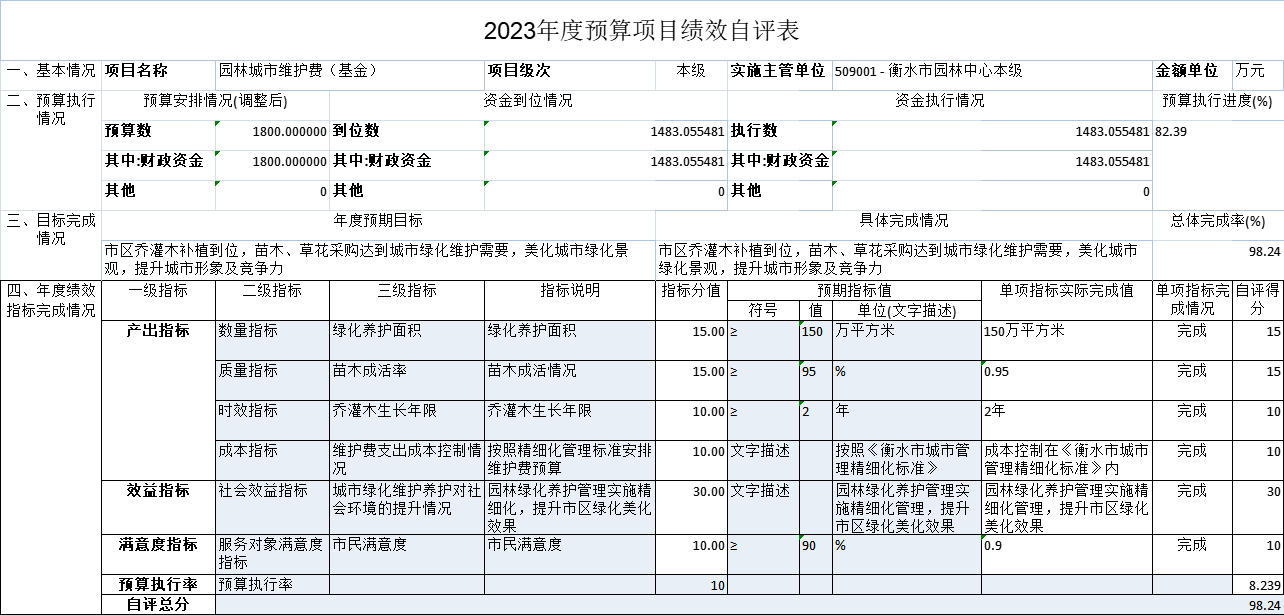 2023年度预算项目绩效自评表
一、基本情况 项目名称 园林城市维护费（基金） 项目级次 本级 实施主管单位 509001 - 衡水市园林中心本级 金额单位 万元
二、预算执行情况 预算安排情况(调整后) 资金到位情况 资金执行情况 预算执行进度(%)
预算数 1800.000000 到位数 1483.055481 执行数 1483.055481 82.39
其中:财政资金 1800.000000 其中:财政资金 1483.055481 其中:财政资金 1483.055481
其他 0 其他 0 其他 0
三、目标完成情况 年度预期目标 具体完成情况 总体完成率(%)
市区乔灌木补植到位，苗木、草花采购达到城市绿化维护需要，美化城市绿化景观，提升城市形象及竞争力 市区乔灌木补植到位，苗木、草花采购达到城市绿化维护需要，美化城市绿化景观，提升城市形象及竞争力 98.24
四、年度绩效指标完成情况 一级指标 二级指标 三级指标 指标说明 指标分值 预期指标值 单项指标实际完成值 单项指标完成情况 自评得分
符号 值 单位(文字描述)
产出指标 数量指标 绿化养护面积 绿化养护面积 15.00 ≥ 150 万平方米 150万平方米 完成 15
质量指标 苗木成活率 苗木成活情况 15.00 ≥ 95 % 0.95 完成 15
时效指标 乔灌木生长年限 乔灌木生长年限 10.00 ≥ 2 年 2年 完成 10
成本指标 维护费支出成本控制情况 按照精细化管理标准安排维护费预算 10.00 文字描述 按照《衡水市城市管理精细化标准》 成本控制在《衡水市城市管理精细化标准》内 完成 10
效益指标 社会效益指标 城市绿化维护养护对社会环境的提升情况 园林绿化养护管理实施精细化，提升市区绿化美化效果 30.00 文字描述 园林绿化养护管理实施精细化管理，提升市区绿化美化效果 园林绿化养护管理实施精细化管理，提升市区绿化美化效果 完成 30
满意度指标 服务对象满意度指标 市民满意度 市民满意度 10.00 ≥ 90 % 0.9 完成 10
预算执行率 预算执行率 10 8.239
自评总分 98.24